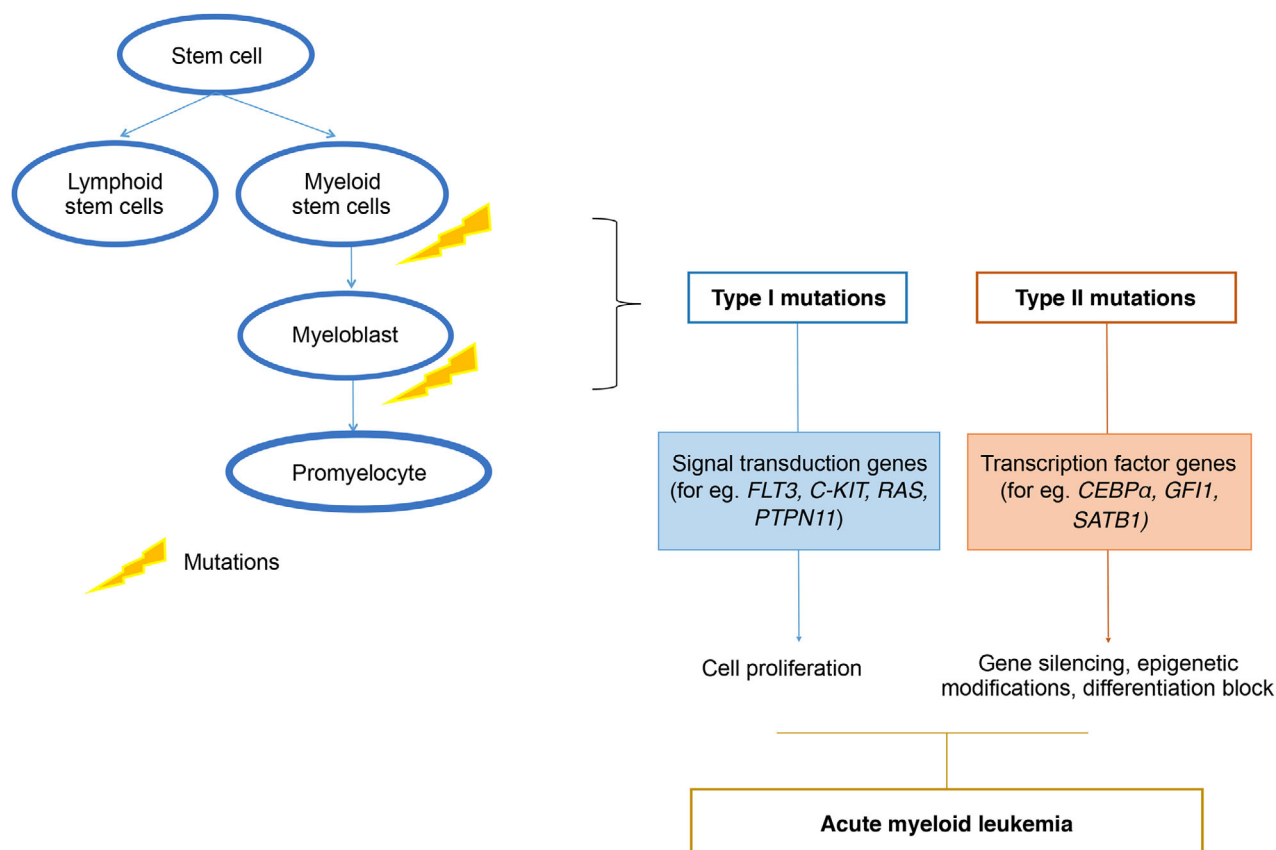 Stem cell
Lymphoid
stem cells
Myeloid
stem cells
Myeloblast
Promyelocyte
Mutations
Type I mutations
Type II mutations
Signal transduction genes
(for eg. FLT3, C-KIT, RAS,
PTPN11)
Transcription factor genes
(for eg. CEBPα, GFI1,
SATB1)
Cell proliferation
Gene silencing, epigenetic
modifications, differentiation block
Acute myeloid leukemia